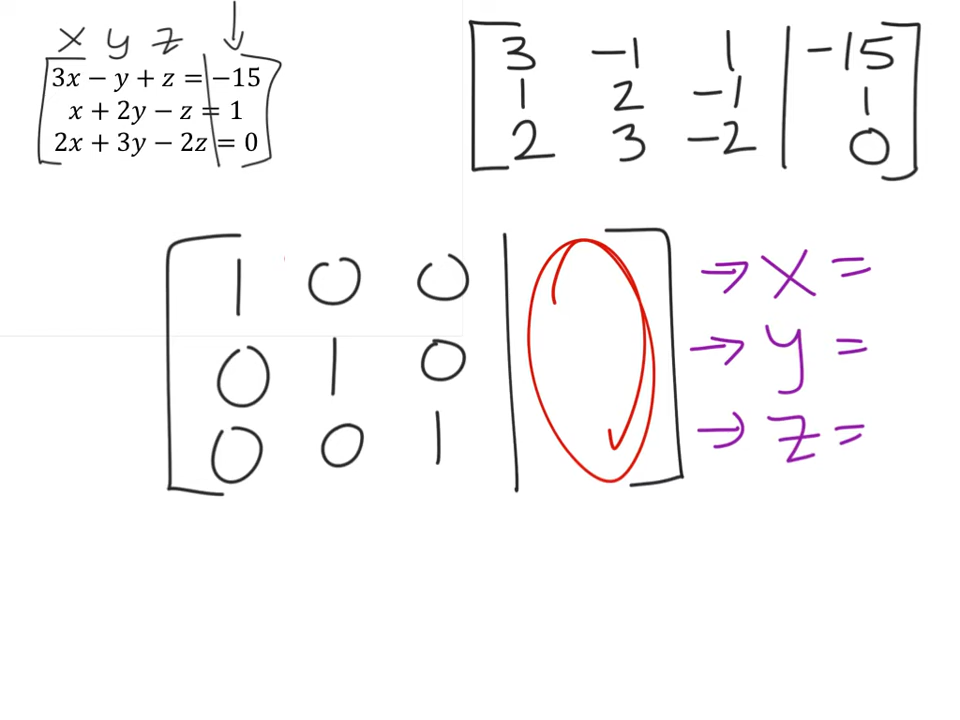 x y z ↓
3x − y + z = −15
x + 2y − z = 1
2x + 3y − 2z = 0
3 −1 1 | −15
1 2 −1 | 1
2 3 −2 | 0
1 0 0 | → x =
0 1 0 | → y =
0 0 1 | → z =